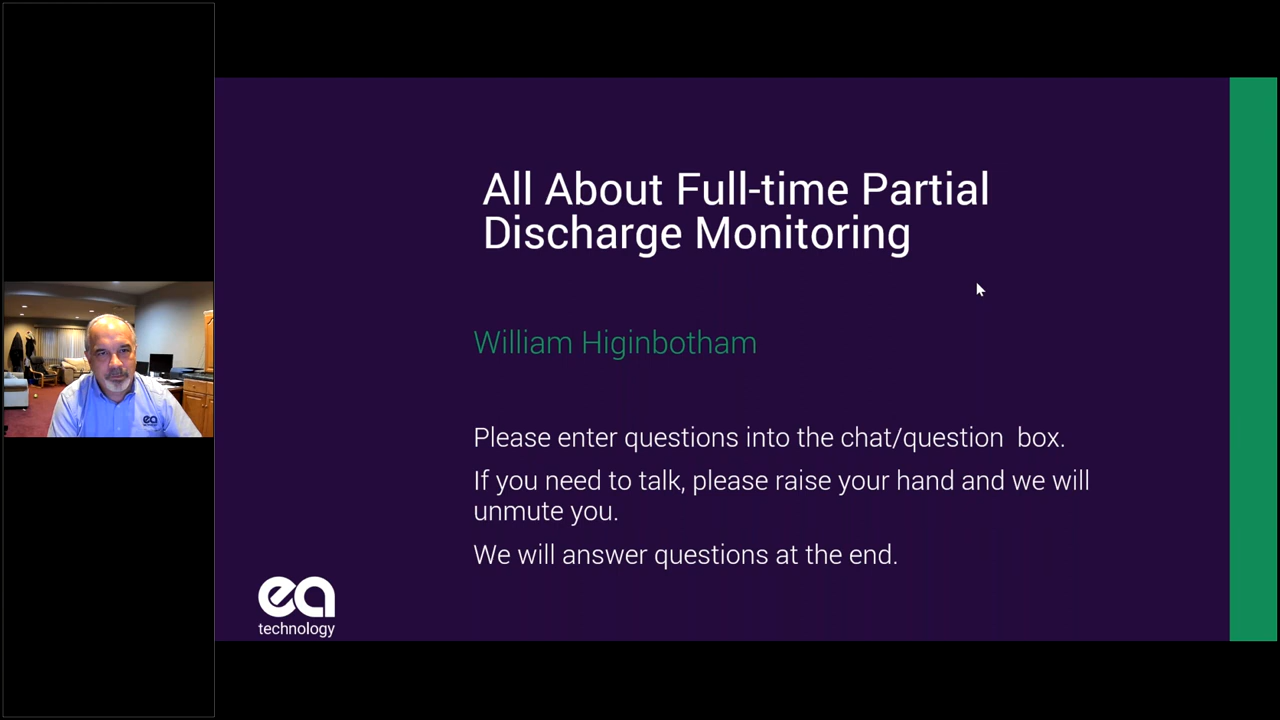 All About Full-time Partial
Discharge Monitoring
William Higinbotham
Please enter questions into the chat/question  box.
If you need to talk, please raise your hand and we will
unmute you.
We will answer questions at the end.
ea
technology
ea